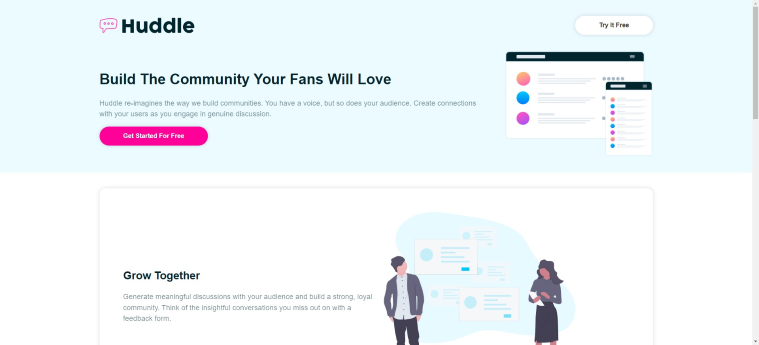 Huddle
Try It Free
Build The Community Your Fans Will Love
Huddle re-imagines the way we build communities. You have a voice, but so does your audience. Create connections
with your users as you engage in genuine discussion.
Get Started For Free
Grow Together
Generate meaningful discussions with your audience and build a strong, loyal
community. Think of the insightful conversations you miss out on with a
feedback form.